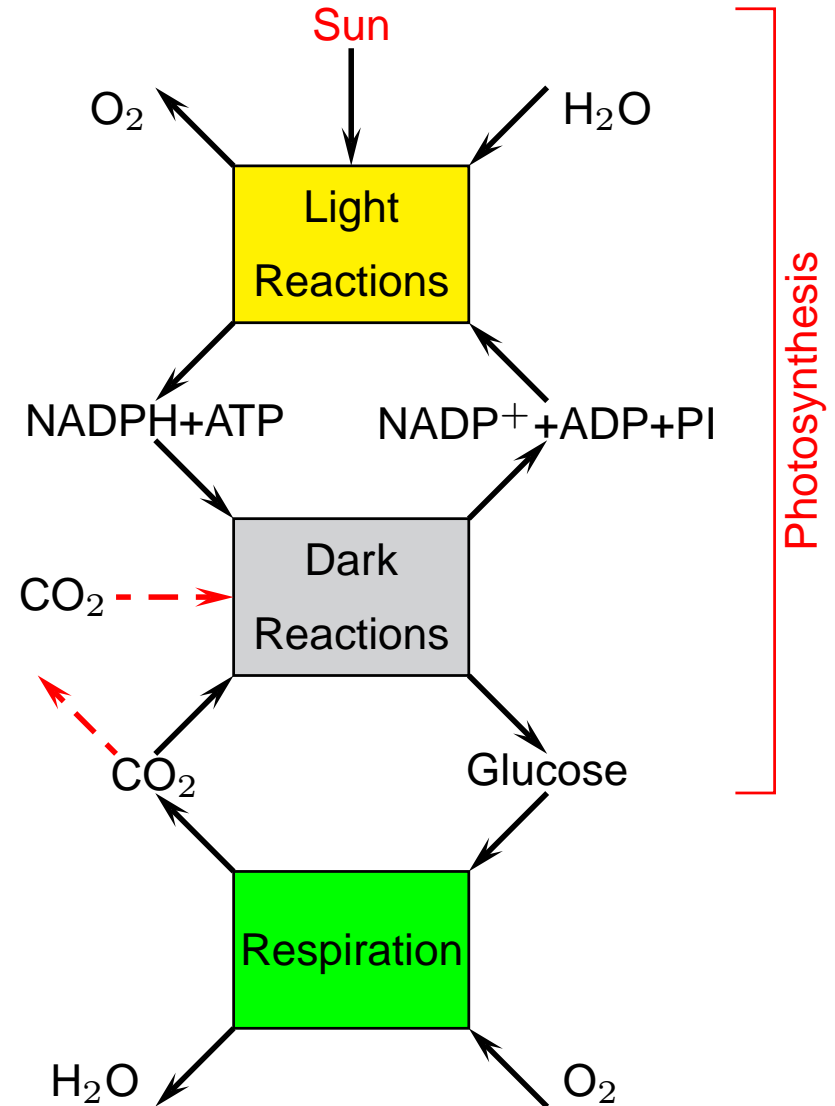 Sun
O₂
H₂O
Light
Reactions
NADPH+ATP
NADP⁺+ADP+PI
Photosynthesis
Dark
Reactions
CO₂
CO₂
Glucose
Respiration
H₂O
O₂